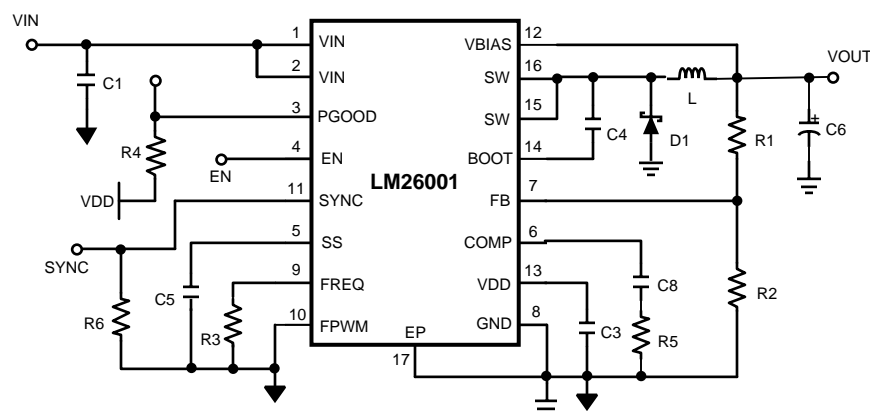 VIN
1
VIN
VBIAS
12
VOUT
2
VIN
SW
16
C1
L
3
PGOOD
SW
15
C4
D1
R1
C6
R4
4
EN
BOOT
14
EN
LM26001
VDD
11
SYNC
FB
7
SYNC
5
SS
COMP
6
C5
9
FREQ
VDD
13
C8
R2
R6
R3
10
FPWM
GND
8
C3
R5
EP
17